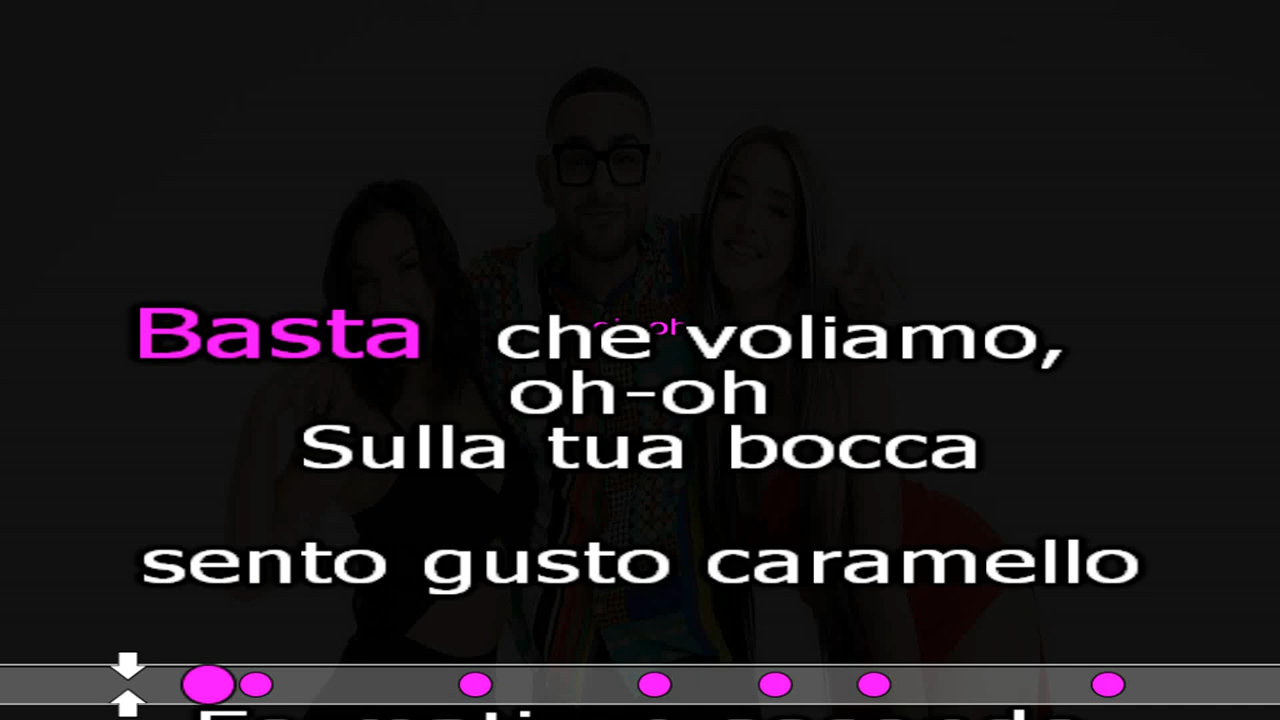 Basta che voliamo,
oh-oh
Sulla tua bocca
sento gusto caramello